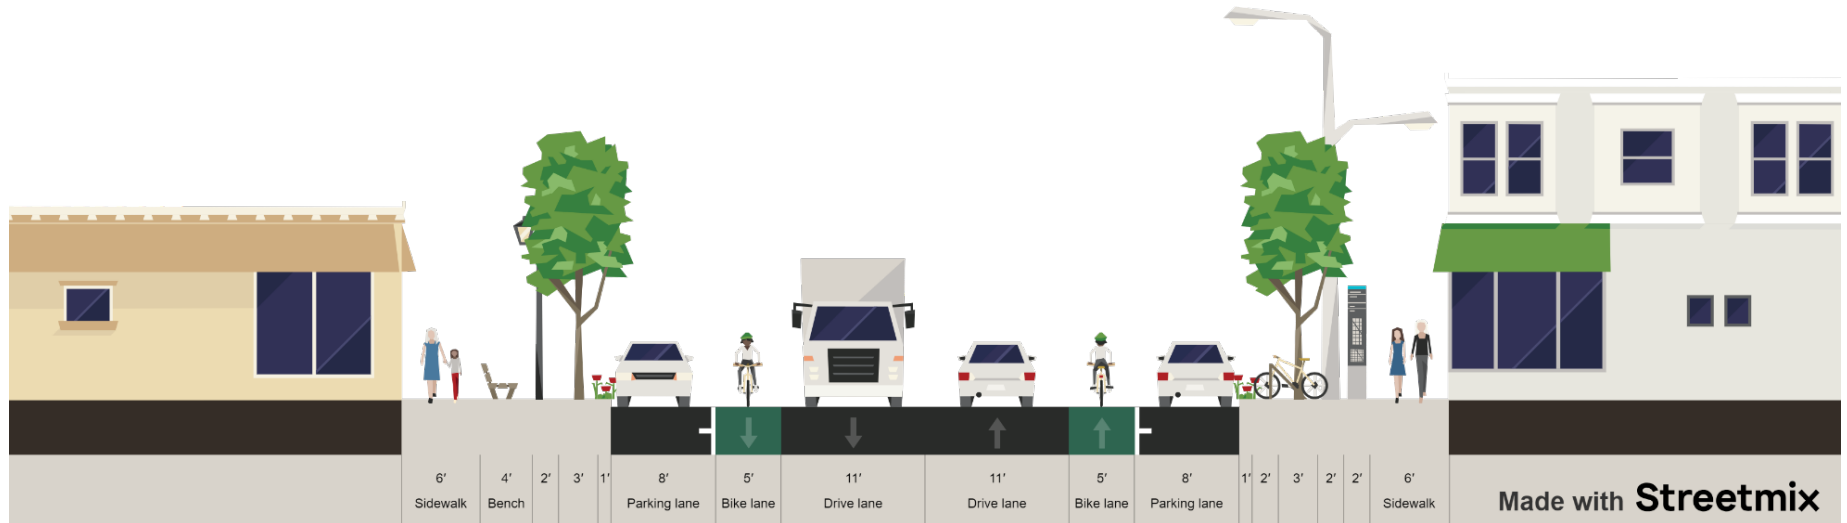 6' 4' 2' 3' 1' 8' 5' 11' 11' 5' 8' 1' 2' 3' 2' 2' 6'
Sidewalk Bench Parking lane Bike lane Drive lane Drive lane Bike lane Parking lane Sidewalk
Made with Streetmix